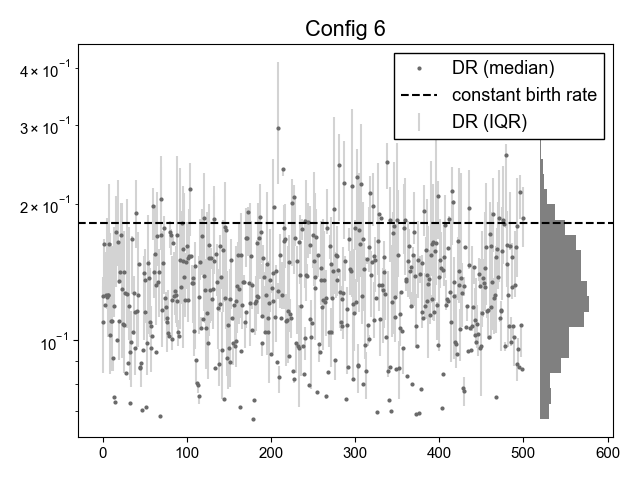 Config 6
DR (median)
constant birth rate
DR (IQR)
4 × 10⁻¹
3 × 10⁻¹
2 × 10⁻¹
10⁻¹
0 100 200 300 400 500 600